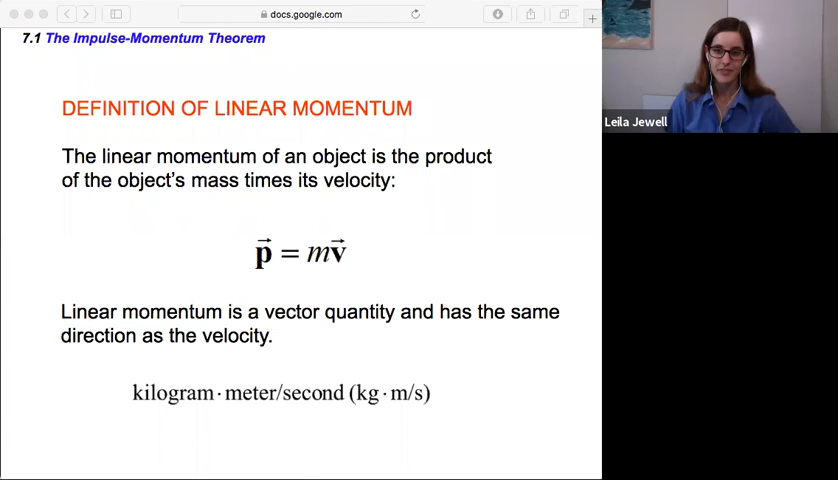 docs.google.com
7.1 The Impulse-Momentum Theorem
DEFINITION OF LINEAR MOMENTUM
The linear momentum of an object is the product
of the object's mass times its velocity:
p⃗ = mv⃗
Linear momentum is a vector quantity and has the same
direction as the velocity.
kilogram·meter/second (kg·m/s)
Leila Jewell